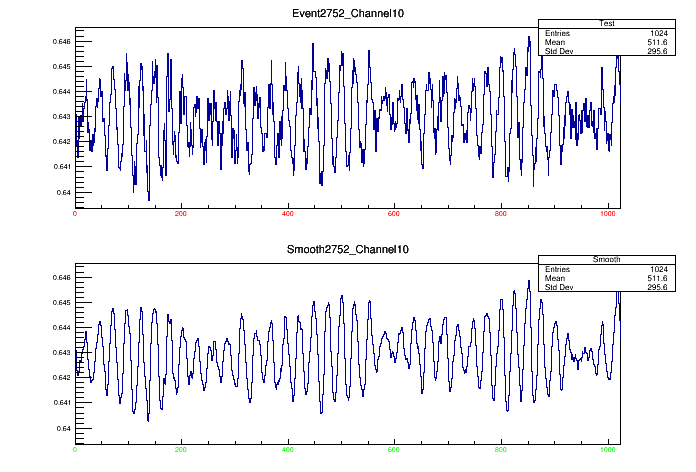 Event2752_Channel10
Test
Entries 1024
Mean 511.6
Std Dev 295.6
0.646
0.645
0.644
0.643
0.642
0.641
0.64
0 200 400 600 800 1000
Smooth2752_Channel10
Smooth
Entries 1024
Mean 511.6
Std Dev 295.6
0.646
0.645
0.644
0.643
0.642
0.641
0.64
0 200 400 600 800 1000